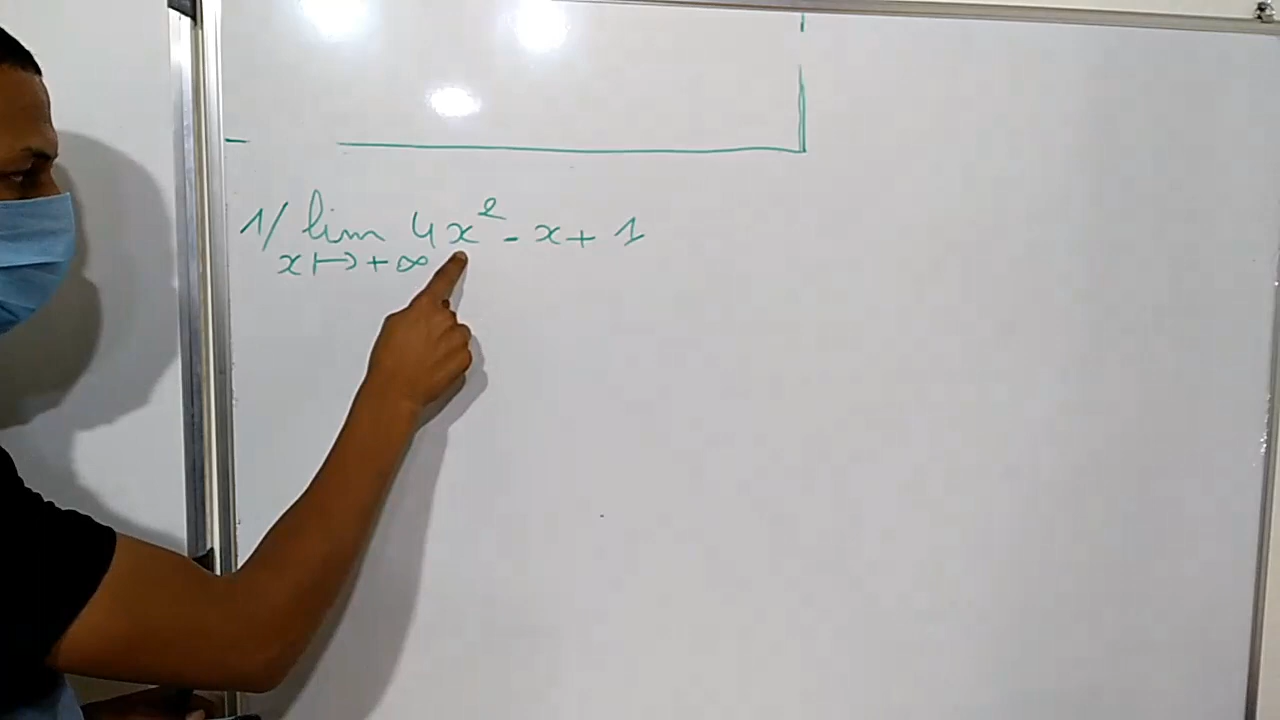 1/ lim 4x² - x + 1
x ↦ +∞